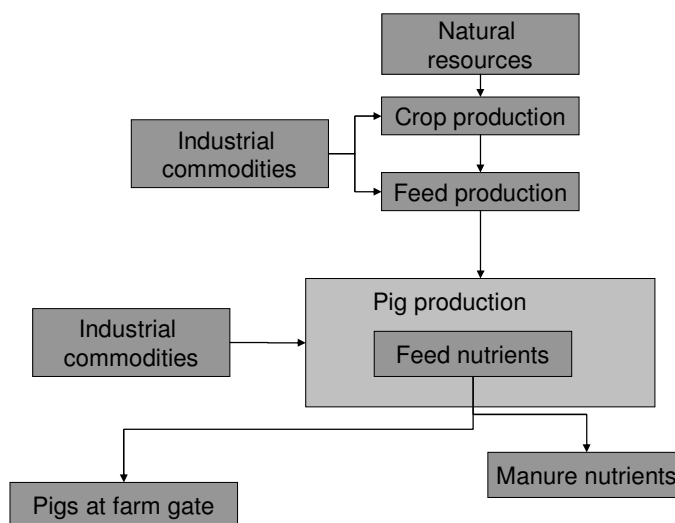 Natural
resources
Crop production
Industrial
commodities
Feed production
Pig production
Industrial
commodities
Feed nutrients
Manure nutrients
Pigs at farm gate